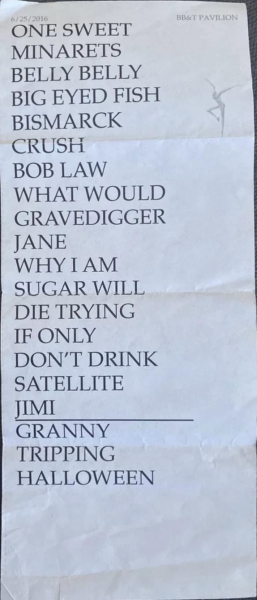 6/25/2016 BB&T PAVILION
ONE SWEET
MINARETS
BELLY BELLY
BIG EYED FISH
BISMARCK
CRUSH
BOB LAW
WHAT WOULD
GRAVEDIGGER
JANE
WHY I AM
SUGAR WILL
DIE TRYING
IF ONLY
DON'T DRINK
SATELLITE
JIMI
GRANNY
TRIPPING
HALLOWEEN